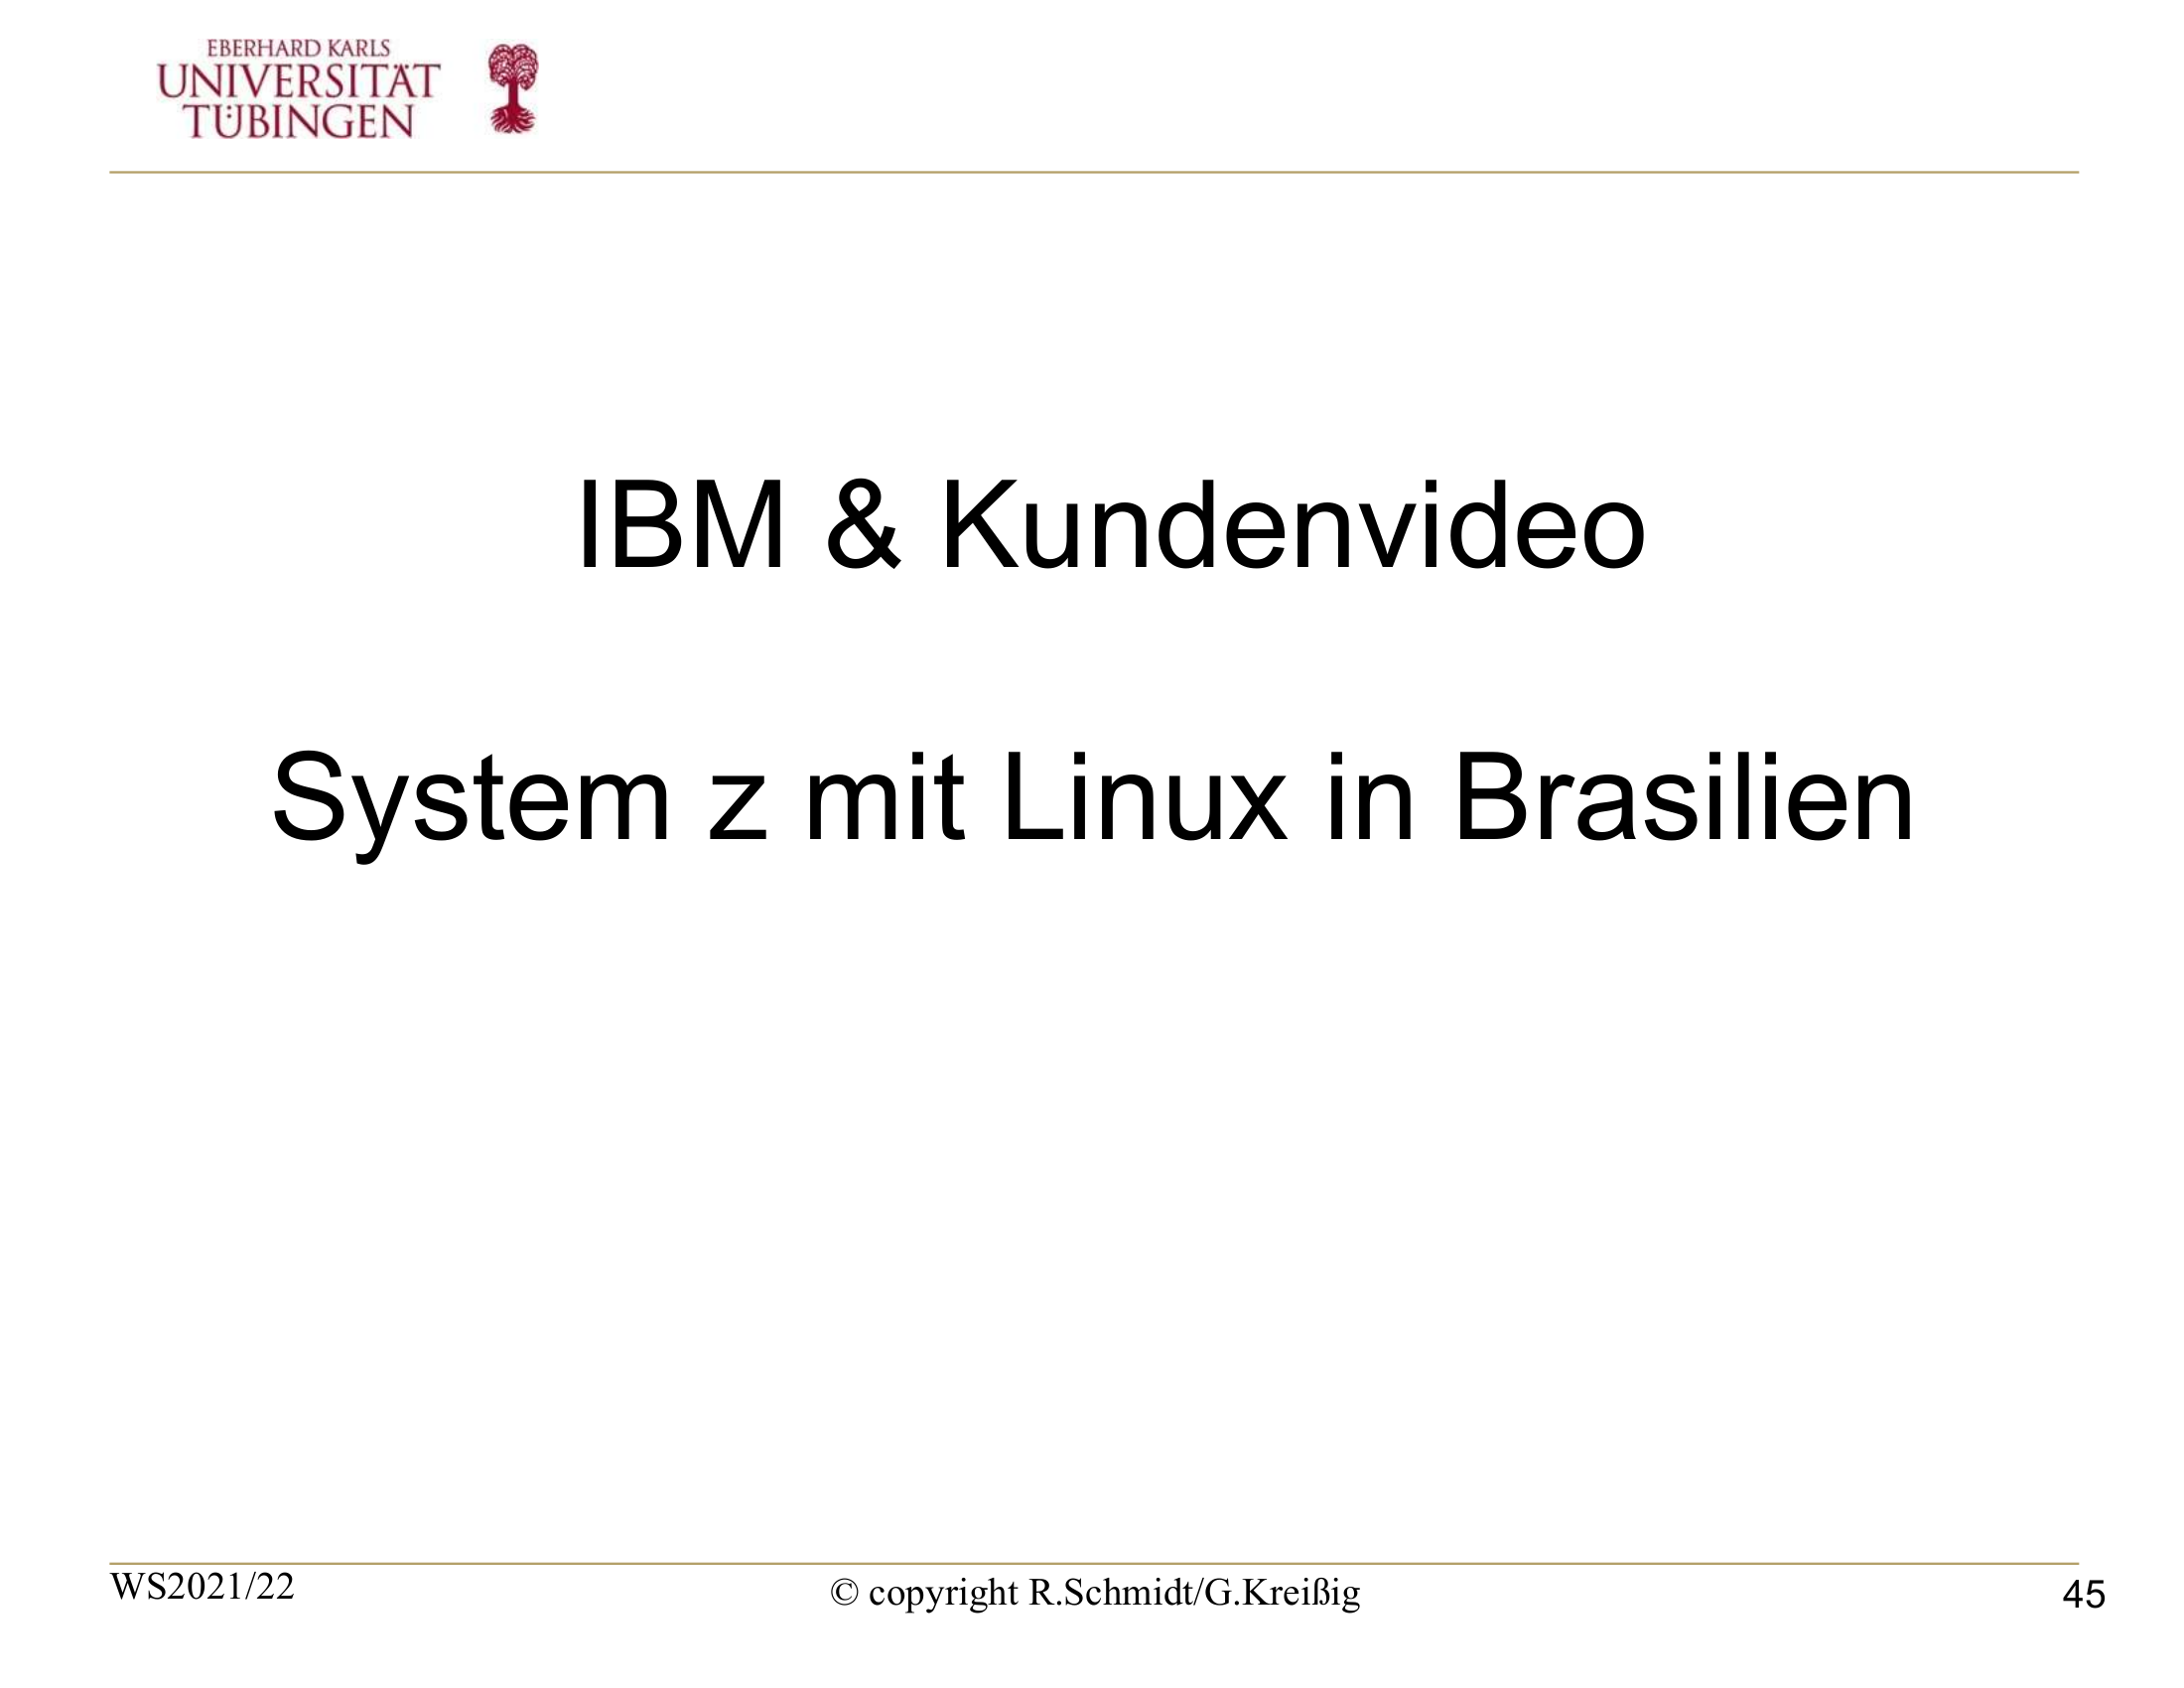 EBERHARD KARLS
UNIVERSITÄT
TÜBINGEN
IBM & Kundenvideo
System z mit Linux in Brasilien
WS2021/22
© copyright R.Schmidt/G.Kreißig
45